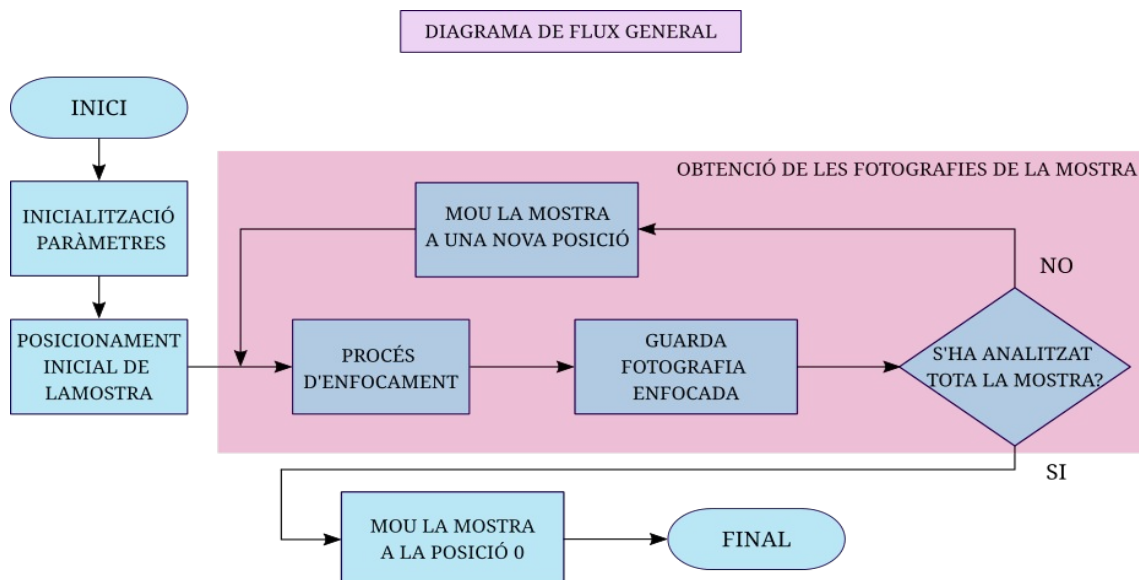 DIAGRAMA DE FLUX GENERAL
INICI
INICIALITZACIÓ
PARÀMETRES
POSICIONAMENT
INICIAL DE
LAMOSTRA
OBTENCIÓ DE LES FOTOGRAFIES DE LA MOSTRA
MOU LA MOSTRA
A UNA NOVA POSICIÓ
PROCÉS
D'ENFOCAMENT
GUARDA
FOTOGRAFIA
ENFOCADA
S'HA ANALITZAT
TOTA LA MOSTRA?
NO
SI
MOU LA MOSTRA
A LA POSICIÓ 0
FINAL